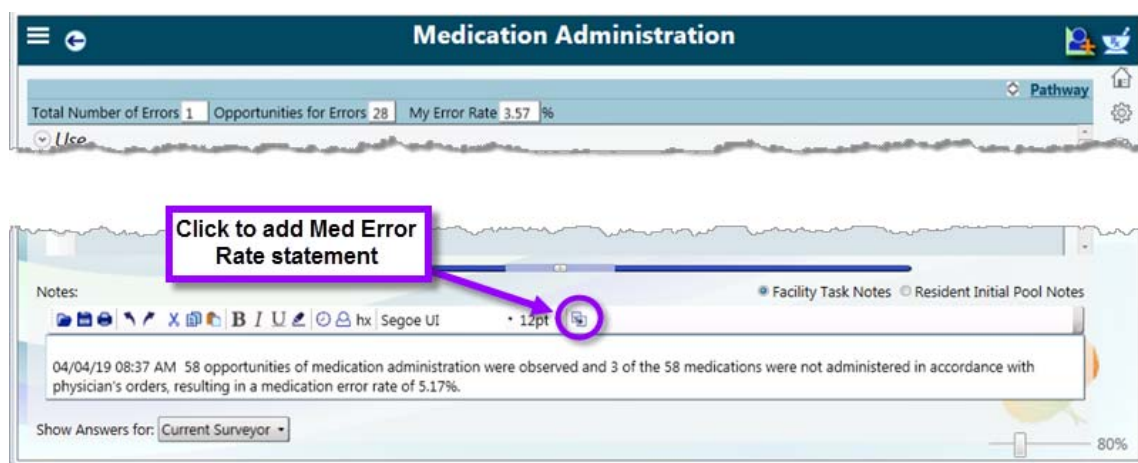 Medication Administration
Pathway
Total Number of Errors 1 Opportunities for Errors 28 My Error Rate 3.57 %
Use
Click to add Med Error
Rate statement
Notes:
Facility Task Notes Resident Initial Pool Notes
B I U hx Segoe UI 12pt
04/04/19 08:37 AM 58 opportunities of medication administration were observed and 3 of the 58 medications were not administered in accordance with
physician's orders, resulting in a medication error rate of 5.17%.
Show Answers for: Current Surveyor
80%